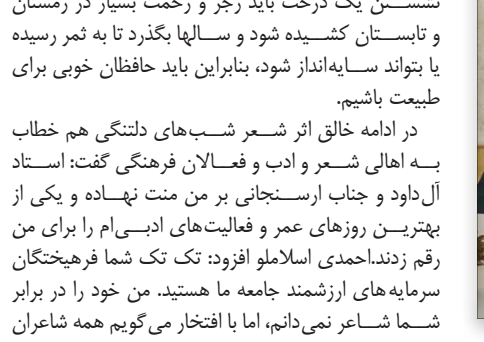 نشستن یک درخت باید زجر و زحمت بسیار در زمستان
و تابستان کشیده شود و سالها بگذرد تا به ثمر رسیده
یا بتواند سایه‌انداز شود، بنابراین باید حافظان خوبی برای
طبیعت باشیم.
در ادامه خالق اثر شعر شب‌های دلتنگی هم خطاب
به اهالی شعر و ادب و فعالان فرهنگی گفت: استاد
آل‌داود و جناب ارسنجانی بر من منت نهاده و یکی از
بهترین روزهای عمر و فعالیت‌های ادبی‌ام را برای من
رقم زدند.احمدی اسلاملو افزود: تک تک شما فرهیختگان
سرمایه‌های ارزشمند جامعه ما هستید. من خود را در برابر
شما شاعر نمی‌دانم، اما با افتخار می‌گویم همه شاعران